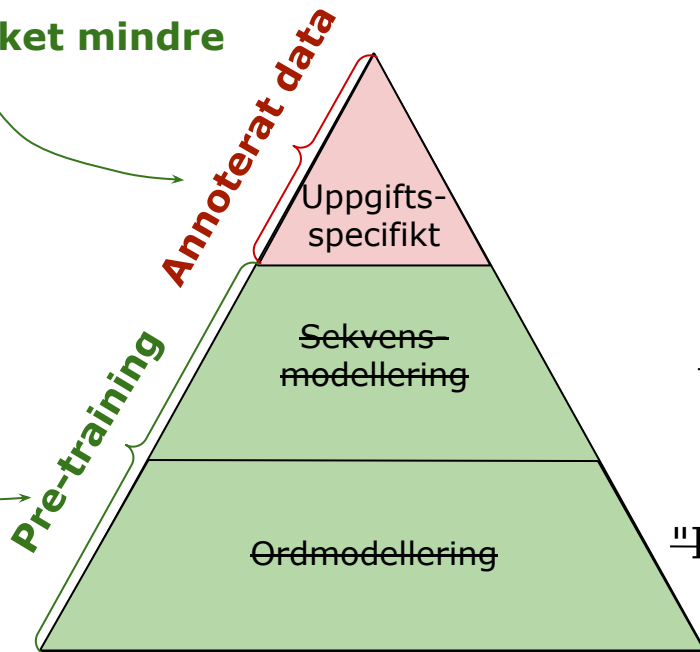 ket mindre
Annoterat data
Uppgifts-
specifikt
Sekvens-
modellering
Pre-training
Ordmodellering